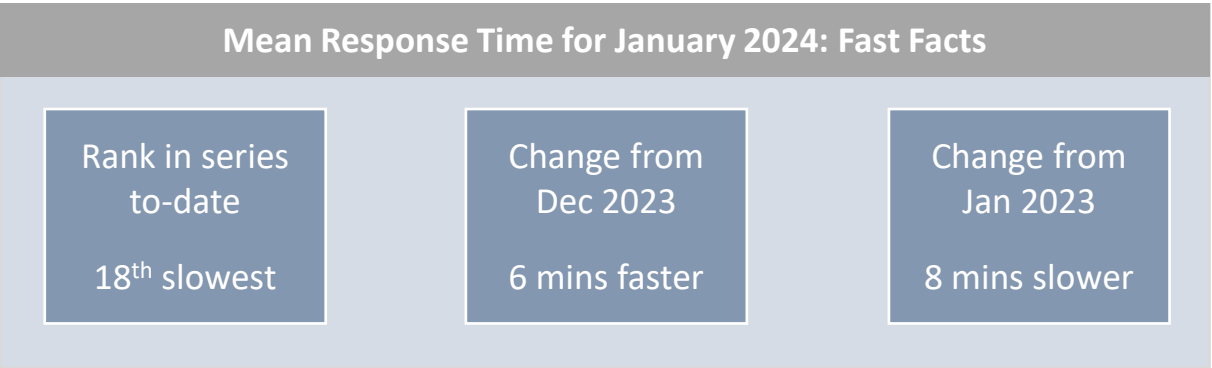 Mean Response Time for January 2024: Fast Facts
Rank in series
to-date
18th slowest
Change from
Dec 2023
6 mins faster
Change from
Jan 2023
8 mins slower